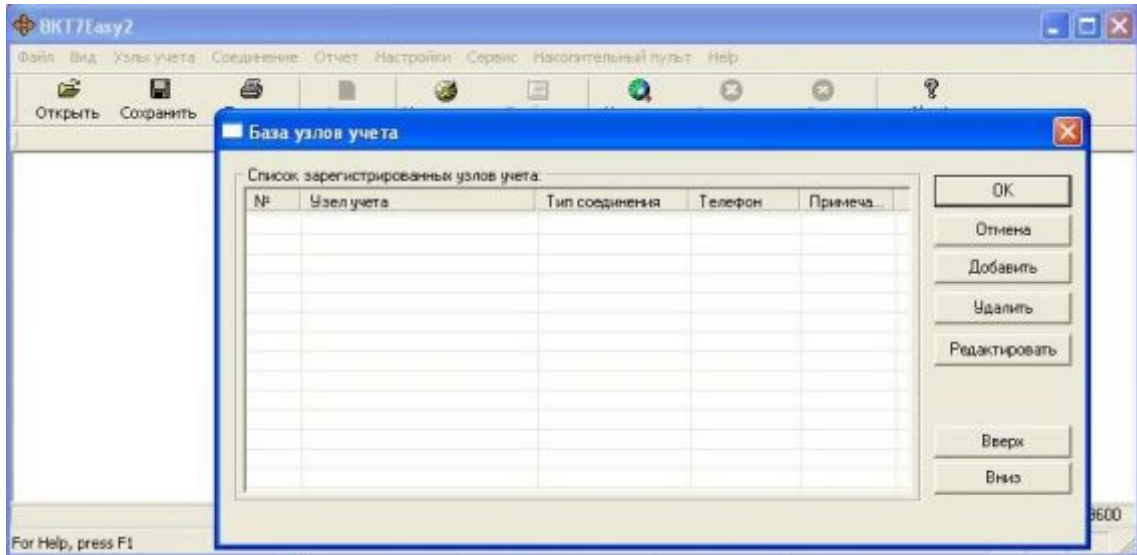 ВКТ7Easy2
Файл Вид Узлы учета Соединение Отчет Настройки Сервис Накопительный пульт Help
Открыть Сохранить
База узлов учета
Список зарегистрированных узлов учета:
№ Узел учета Тип соединения Телефон Примеча...
OK
Отмена
Добавить
Удалить
Редактировать
Вверх
Вниз
9600
For Help, press F1